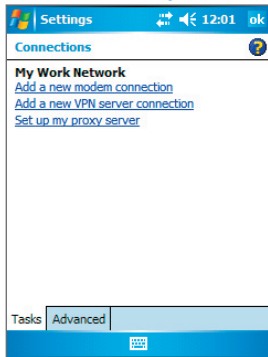 Settings 12:01 ok
Connections
My Work Network
Add a new modem connection
Add a new VPN server connection
Set up my proxy server
Tasks Advanced